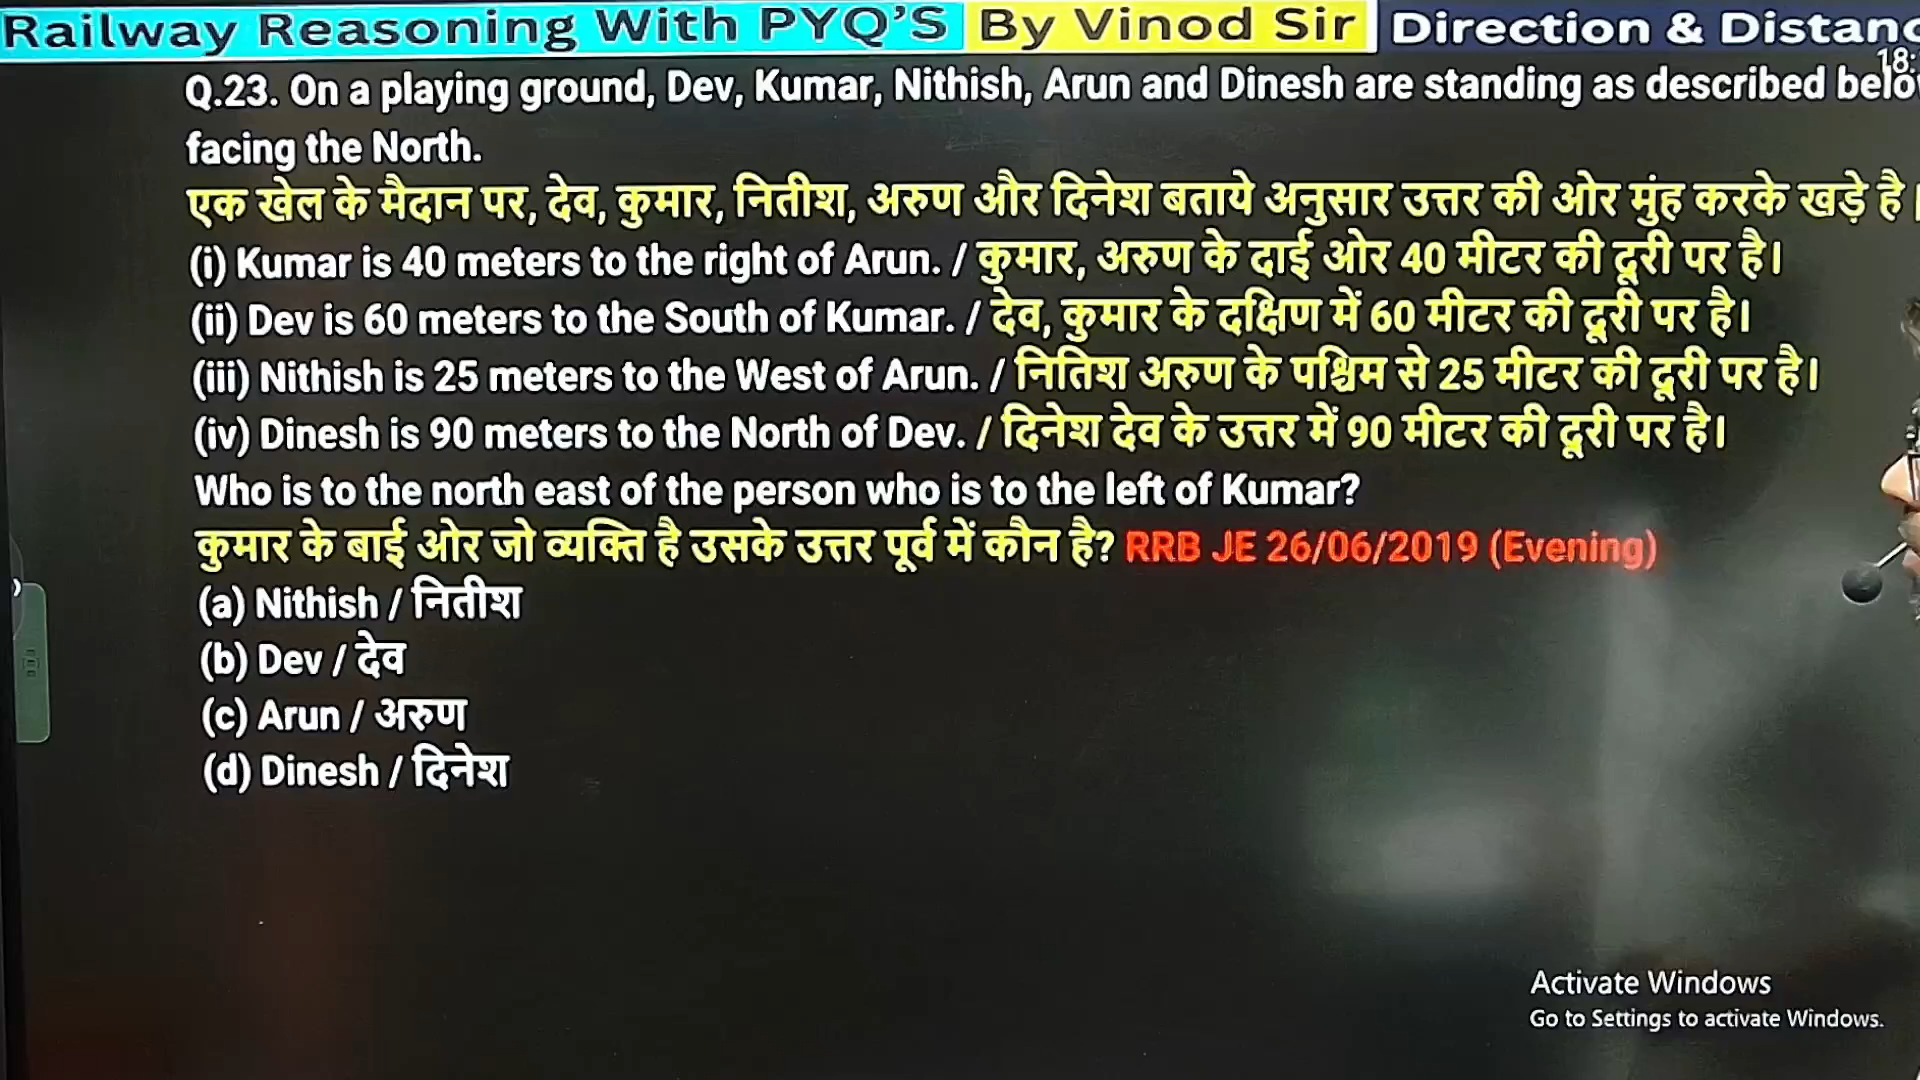 Railway Reasoning With PYQ'S By Vinod Sir Direction &
18:
Q.23. On a playing ground, Dev, Kumar, Nithish, Arun and Dinesh are standing as described
facing the North.
एक खेल के मैदान पर, देव, कुमार, नितीश, अरुण और दिनेश बताये अनुसार उत्तर की ओर मुंह करके खड़े है।
(i) Kumar is 40 meters to the right of Arun. / कुमार, अरुण के दाई ओर 40 मीटर की दूरी पर है।
(ii) Dev is 60 meters to the South of Kumar. / देव, कुमार के दक्षिण में 60 मीटर की दूरी पर है।
(iii) Nithish is 25 meters to the West of Arun. / नितिश अरुण के पश्चिम से 25 मीटर की दूरी पर है।
(iv) Dinesh is 90 meters to the North of Dev. / दिनेश देव के उत्तर में 90 मीटर की दूरी पर है।
Who is to the north east of the person who is to the left of Kumar?
कुमार के बाई ओर जो व्यक्ति है उसके उत्तर पूर्व में कौन है? RRB JE 26/06/2019 (Evening)
(a) Nithish / नितीश
(b) Dev / देव
(c) Arun / अरुण
(d) Dinesh / दिनेश
Activate Windows
Go to Settings to activate Windows.